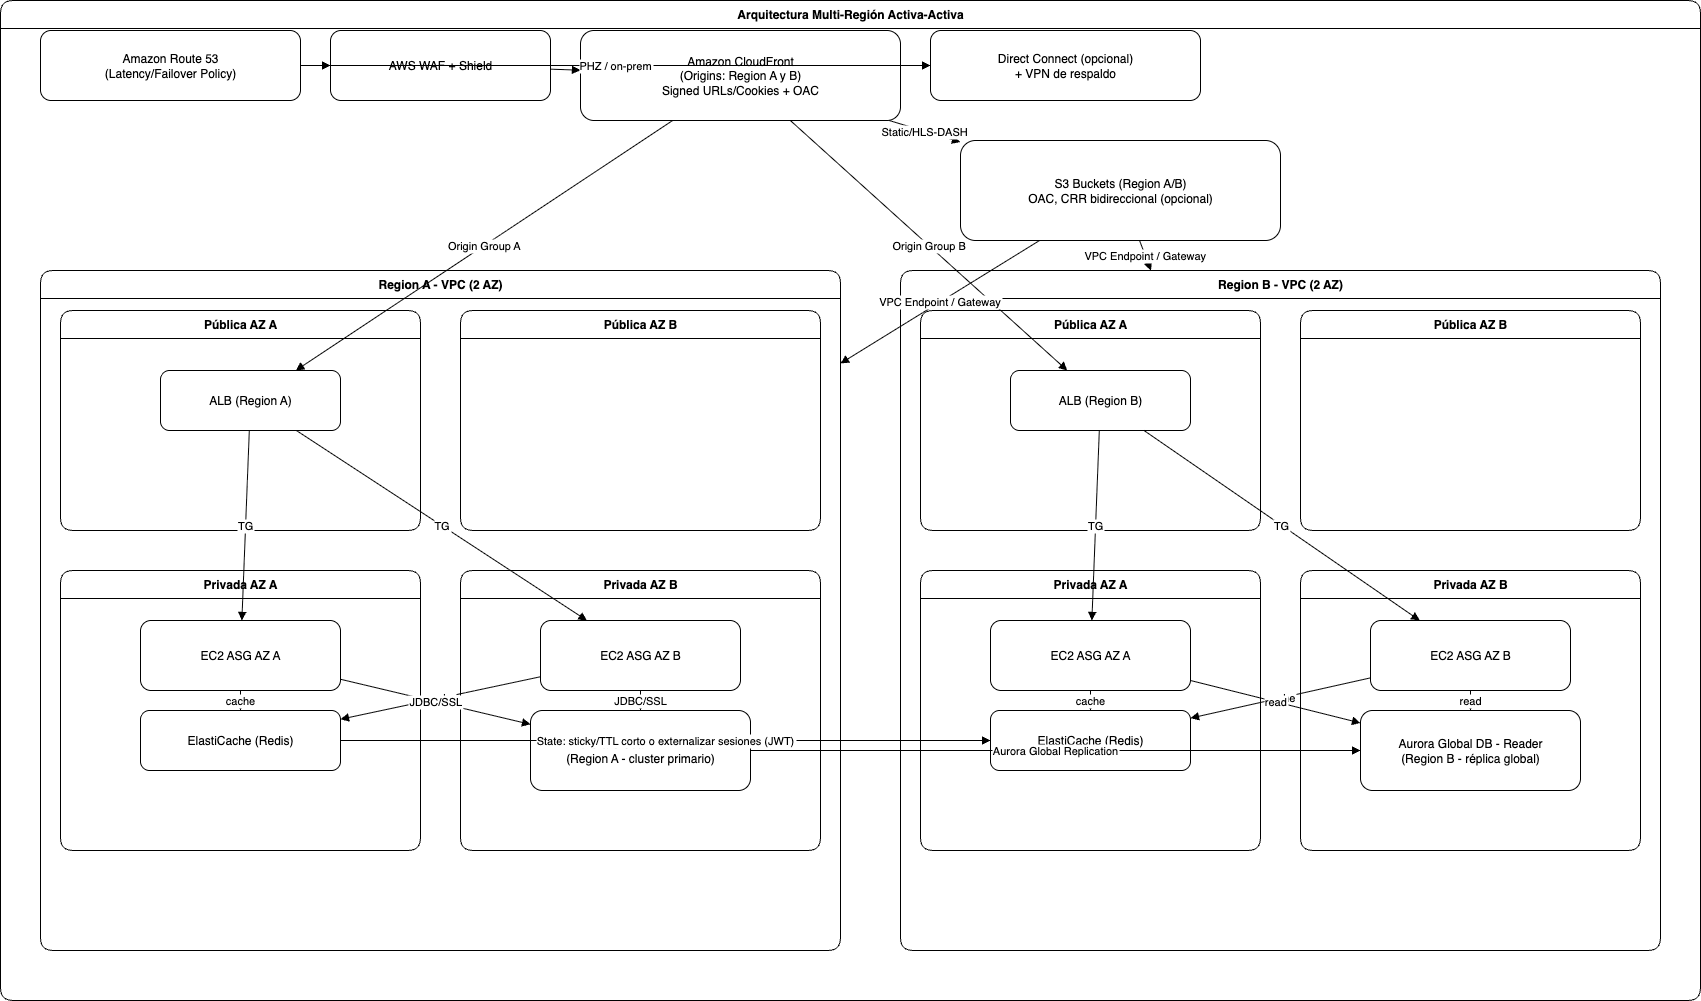 Arquitectura Multi-Región Activa-Activa
Amazon Route 53
(Latency/Failover Policy)
AWS WAF + Shield
PHZ / on-prem
Amazon CloudFront
(Origins: Region A y B)
Signed URLs/Cookies + OAC
Direct Connect (opcional)
+ VPN de respaldo
Static/HLS-DASH
S3 Buckets (Region A/B)
OAC, CRR bidireccional (opcional)
Origin Group A
Origin Group B
VPC Endpoint / Gateway
VPC Endpoint / Gateway
Region A - VPC (2 AZ)
Pública AZ A
Pública AZ B
ALB (Region A)
TG
TG
Privada AZ A
Privada AZ B
EC2 ASG AZ A
EC2 ASG AZ B
cache
JDBC/SSL
JDBC/SSL
ElastiCache (Redis)
State: sticky/TTL corto o externalizar sesiones (JWT)
(Region A - cluster primario)
Region B - VPC (2 AZ)
Pública AZ A
Pública AZ B
ALB (Region B)
TG
TG
Privada AZ A
Privada AZ B
EC2 ASG AZ A
EC2 ASG AZ B
cache
read
read
ElastiCache (Redis)
Aurora Global Replication
Aurora Global DB - Reader
(Region B - réplica global)